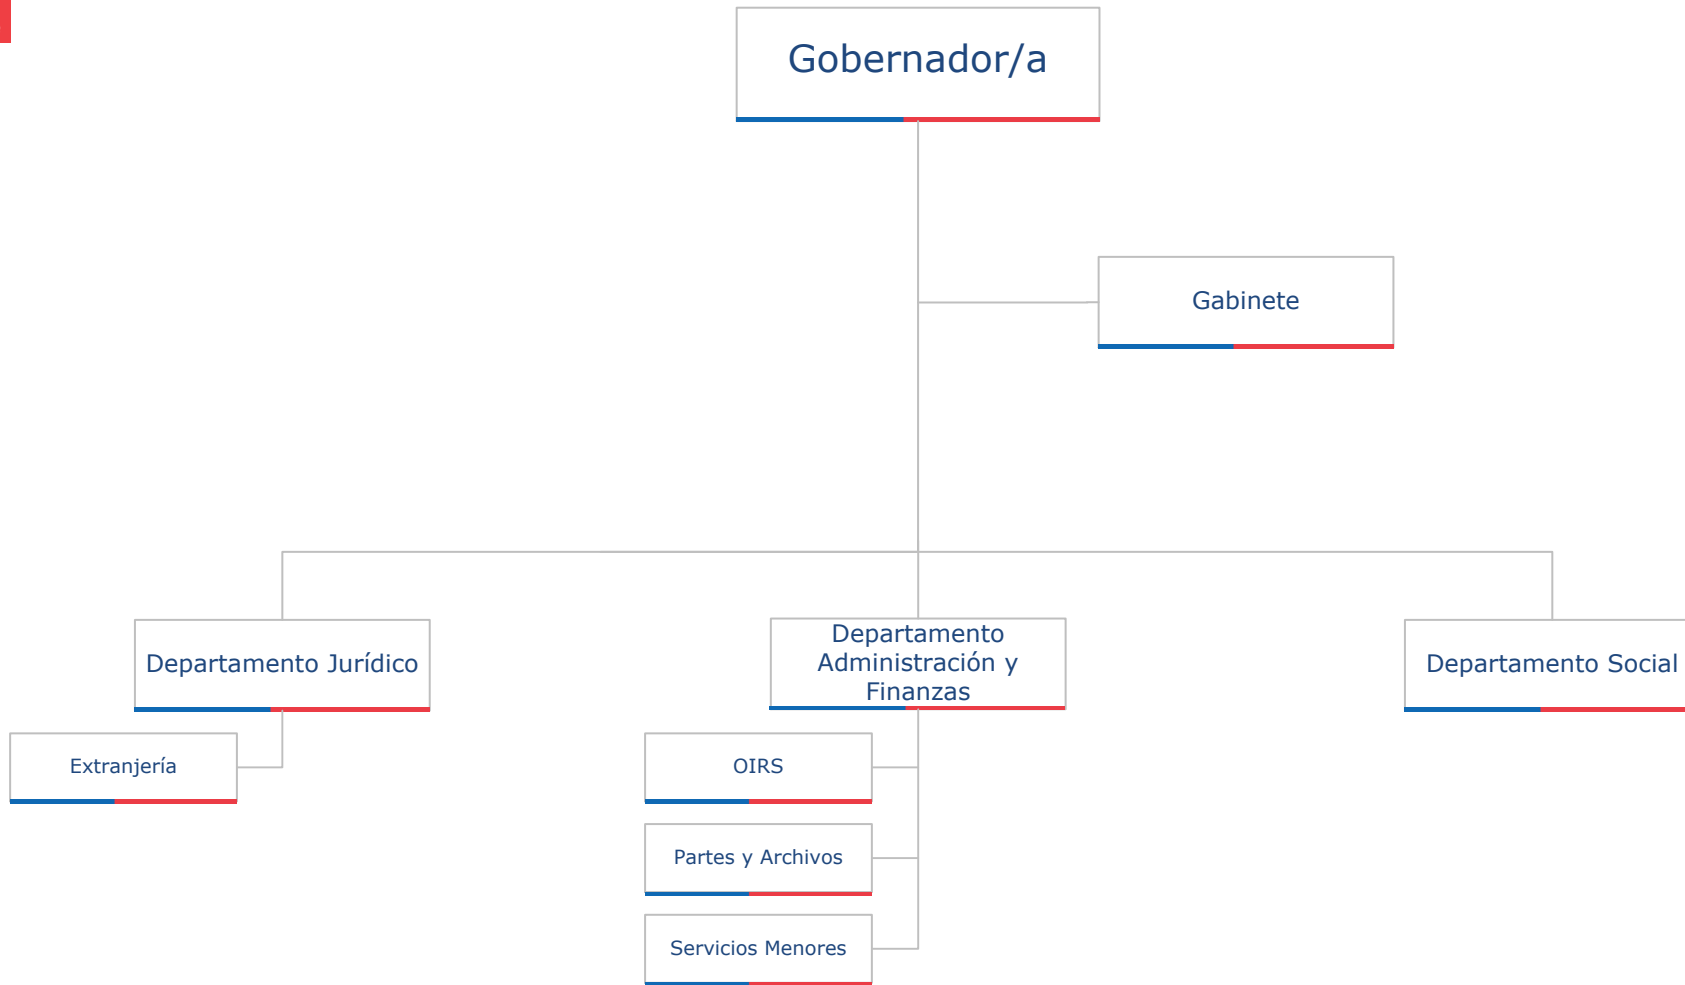 Gobernador/a
Gabinete
Departamento Jurídico
Departamento
Administración y
Finanzas
Departamento Social
Extranjería
OIRS
Partes y Archivos
Servicios Menores